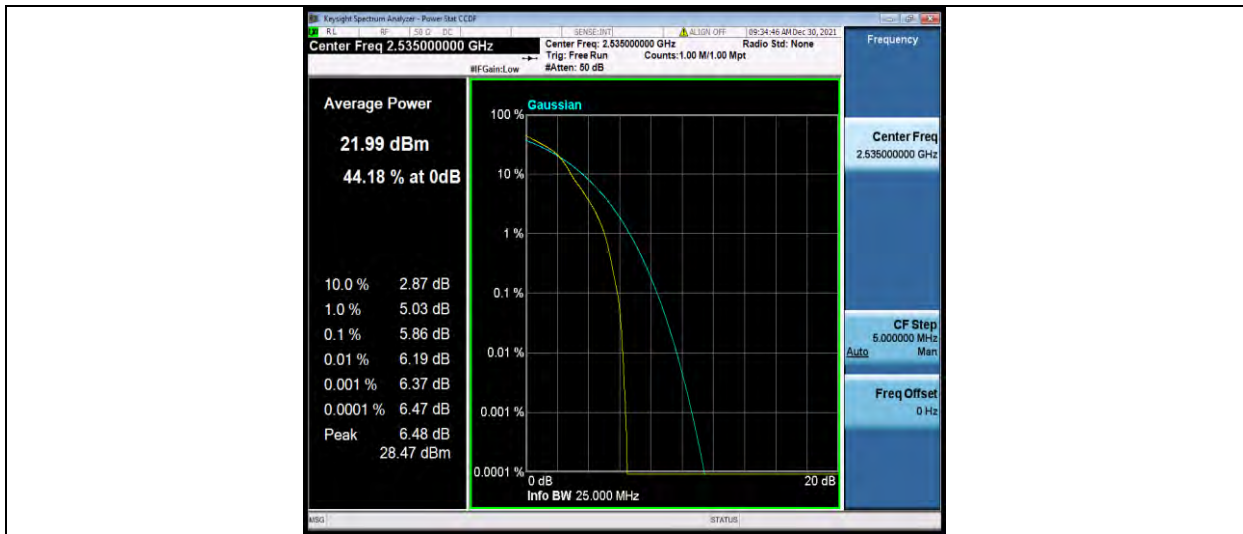 Keysight Spectrum Analyzer - Power Stat CCDF
RL RF 50 Ω DC SENSE:INT ALIGN OFF 09:34:46 AM Dec 30, 2021
Center Freq 2.535000000 GHz
Center Freq: 2.535000000 GHz Radio Std: None
Trig: Free Run Counts:1.00 M/1.00 Mpt
#IFGain:Low #Atten: 50 dB
Frequency
Average Power
21.99 dBm
44.18 % at 0dB
10.0 % 2.87 dB
1.0 % 5.03 dB
0.1 % 5.86 dB
0.01 % 6.19 dB
0.001 % 6.37 dB
0.0001 % 6.47 dB
Peak 6.48 dB
28.47 dBm
Gaussian
100 %
10 %
1 %
0.1 %
0.01 %
0.001 %
0.0001 %
0 dB 20 dB
Info BW 25.000 MHz
Center Freq
2.535000000 GHz
CF Step
5.000000 MHz
Auto Man
Freq Offset
0 Hz
MSG STATUS